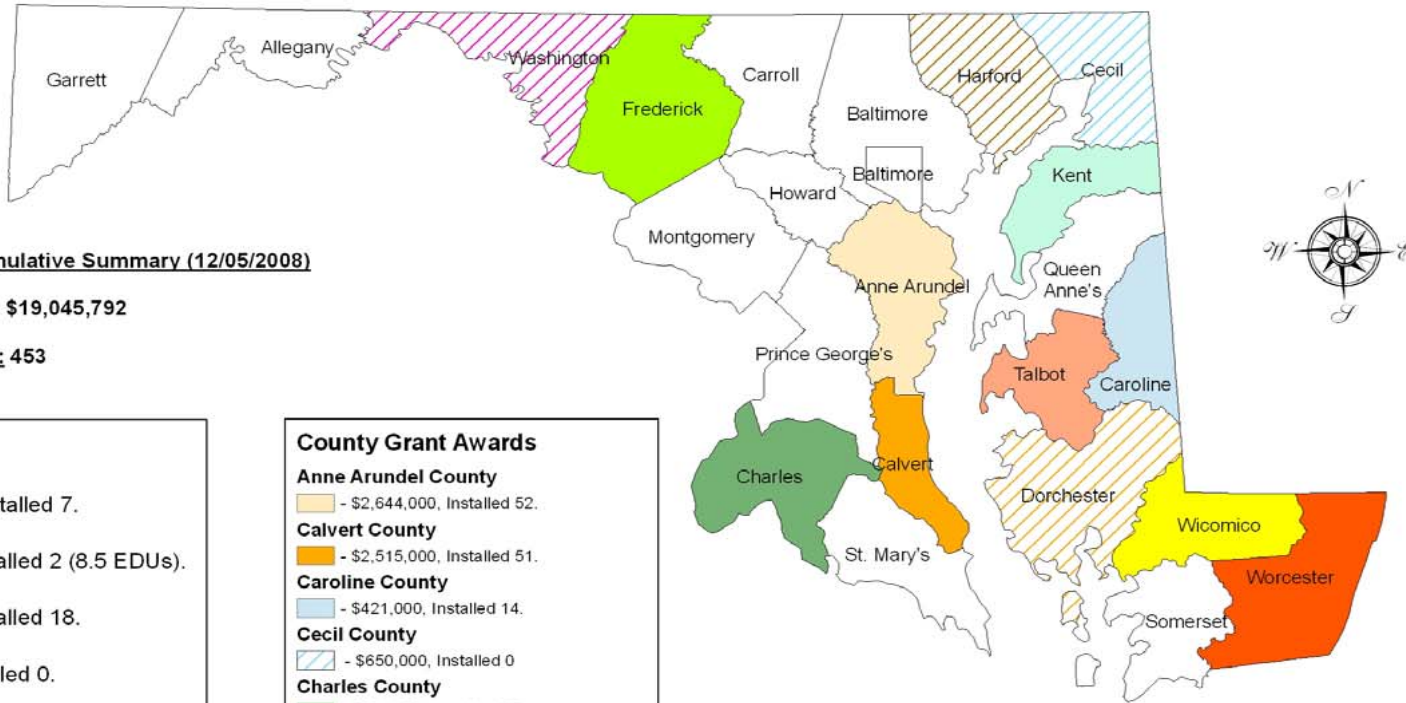 Garrett
Allegany
Washington
Frederick
Carroll
Baltimore
Harford
Cecil
Baltimore
Howard
Kent
Montgomery
Anne Arundel
Queen
Anne's
Prince George's
Talbot
Caroline
Charles
Calvert
Dorchester
St. Mary's
Wicomico
Worcester
Somerset
N
W
E
S
mulative Summary (12/05/2008)
$19,045,792
: 453
talled 7.
alled 2 (8.5 EDUs).
alled 18.
led 0.
County Grant Awards
Anne Arundel County
- $2,644,000, Installed 52.
Calvert County
- $2,515,000, Installed 51.
Caroline County
- $421,000, Installed 14.
Cecil County
- $650,000, Installed 0
Charles County